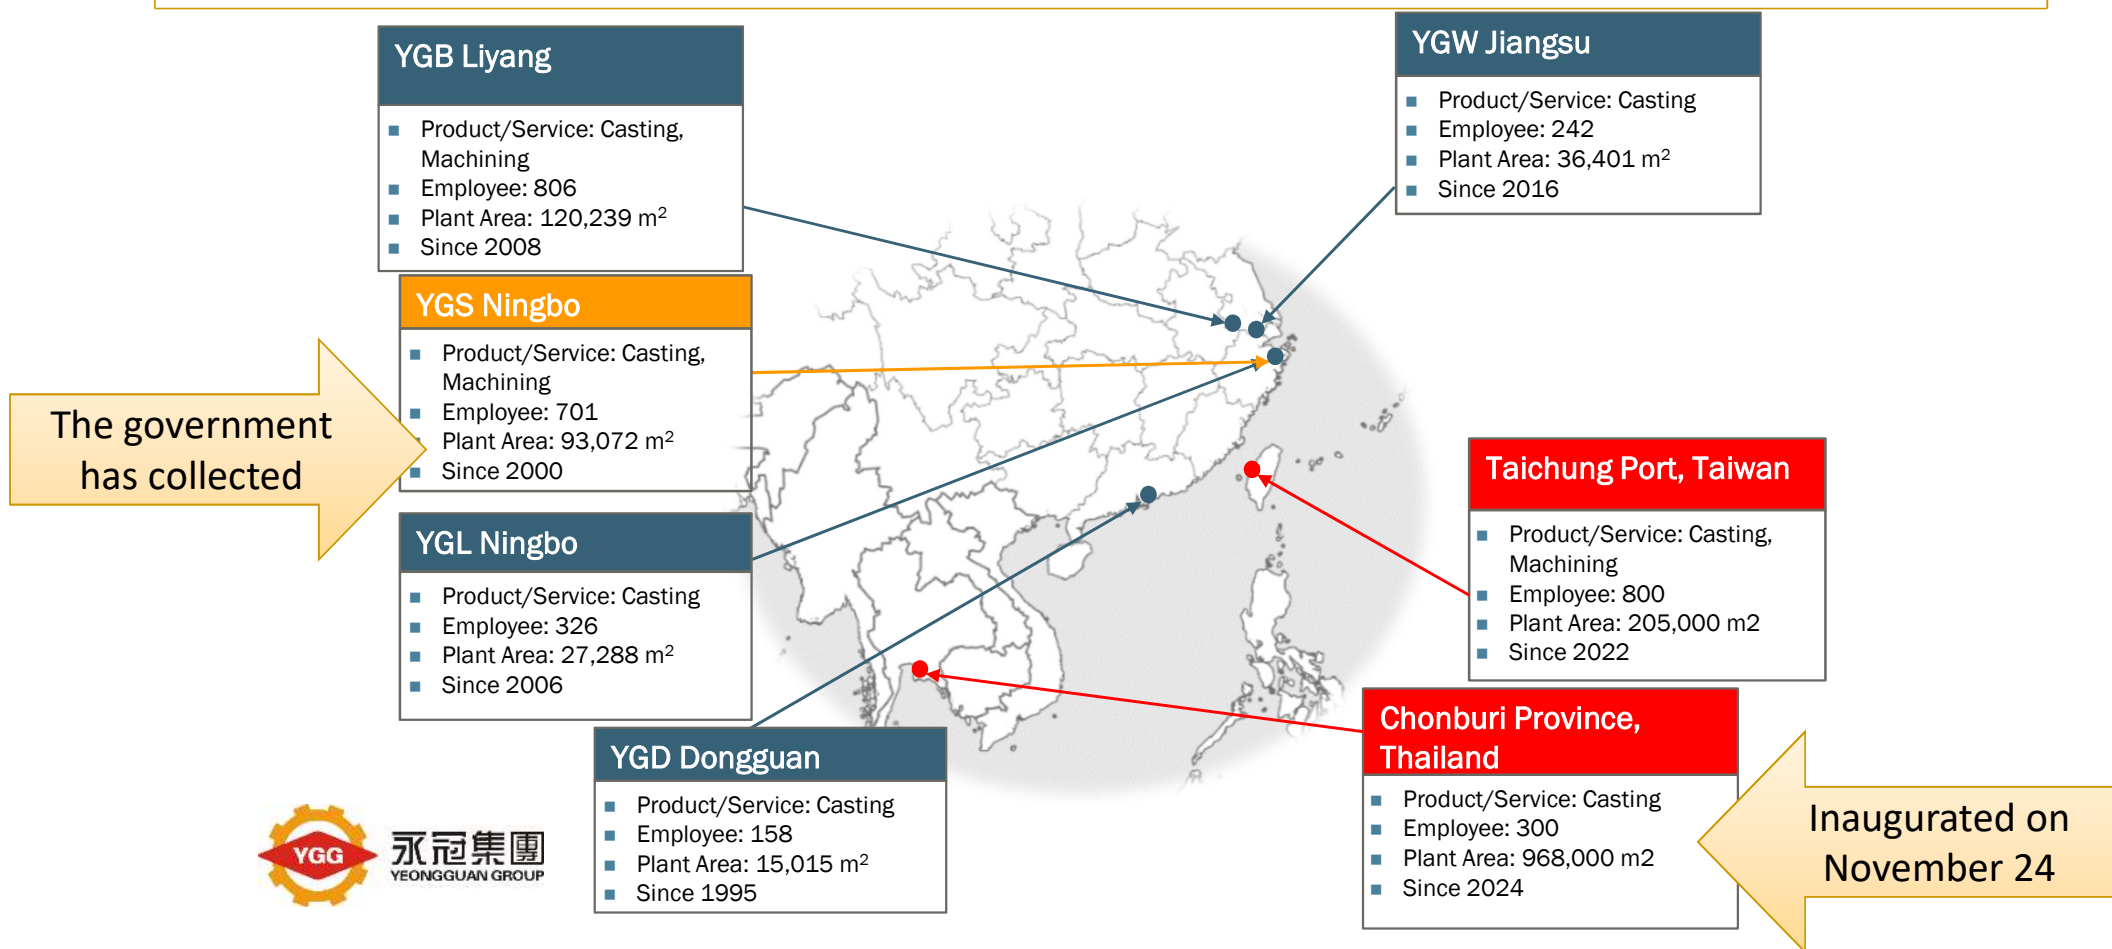 YGB Liyang
Product/Service: Casting,
Machining
Employee: 806
Plant Area: 120,239 m²
Since 2008
YGW Jiangsu
Product/Service: Casting
Employee: 242
Plant Area: 36,401 m²
Since 2016
YGS Ningbo
Product/Service: Casting,
Machining
Employee: 701
Plant Area: 93,072 m²
Since 2000
The government
has collected
YGL Ningbo
Product/Service: Casting
Employee: 326
Plant Area: 27,288 m²
Since 2006
Taichung Port, Taiwan
Product/Service: Casting,
Machining
Employee: 800
Plant Area: 205,000 m2
Since 2022
YGD Dongguan
Product/Service: Casting
Employee: 158
Plant Area: 15,015 m²
Since 1995
Chonburi Province,
Thailand
Product/Service: Casting
Employee: 300
Plant Area: 968,000 m2
Since 2024
Inaugurated on
November 24
YGG
永冠集團
YEONGGUAN GROUP